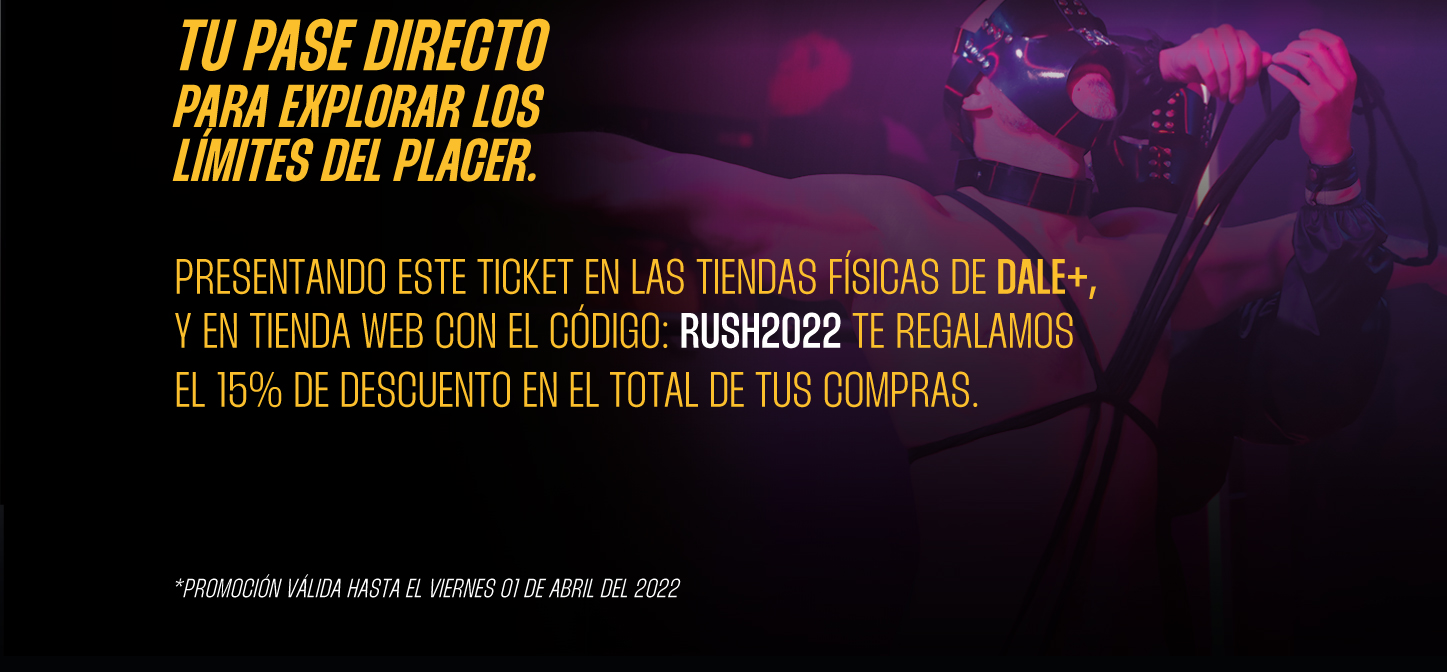 TU PASE DIRECTO
PARA EXPLORAR LOS
LÍMITES DEL PLACER.
PRESENTANDO ESTE TICKET EN LAS TIENDAS FÍSICAS DE DALE+,
Y EN TIENDA WEB CON EL CÓDIGO: RUSH2022 TE REGALAMOS
EL 15% DE DESCUENTO EN EL TOTAL DE TUS COMPRAS.
*PROMOCIÓN VÁLIDA HASTA EL VIERNES 01 DE ABRIL DEL 2022